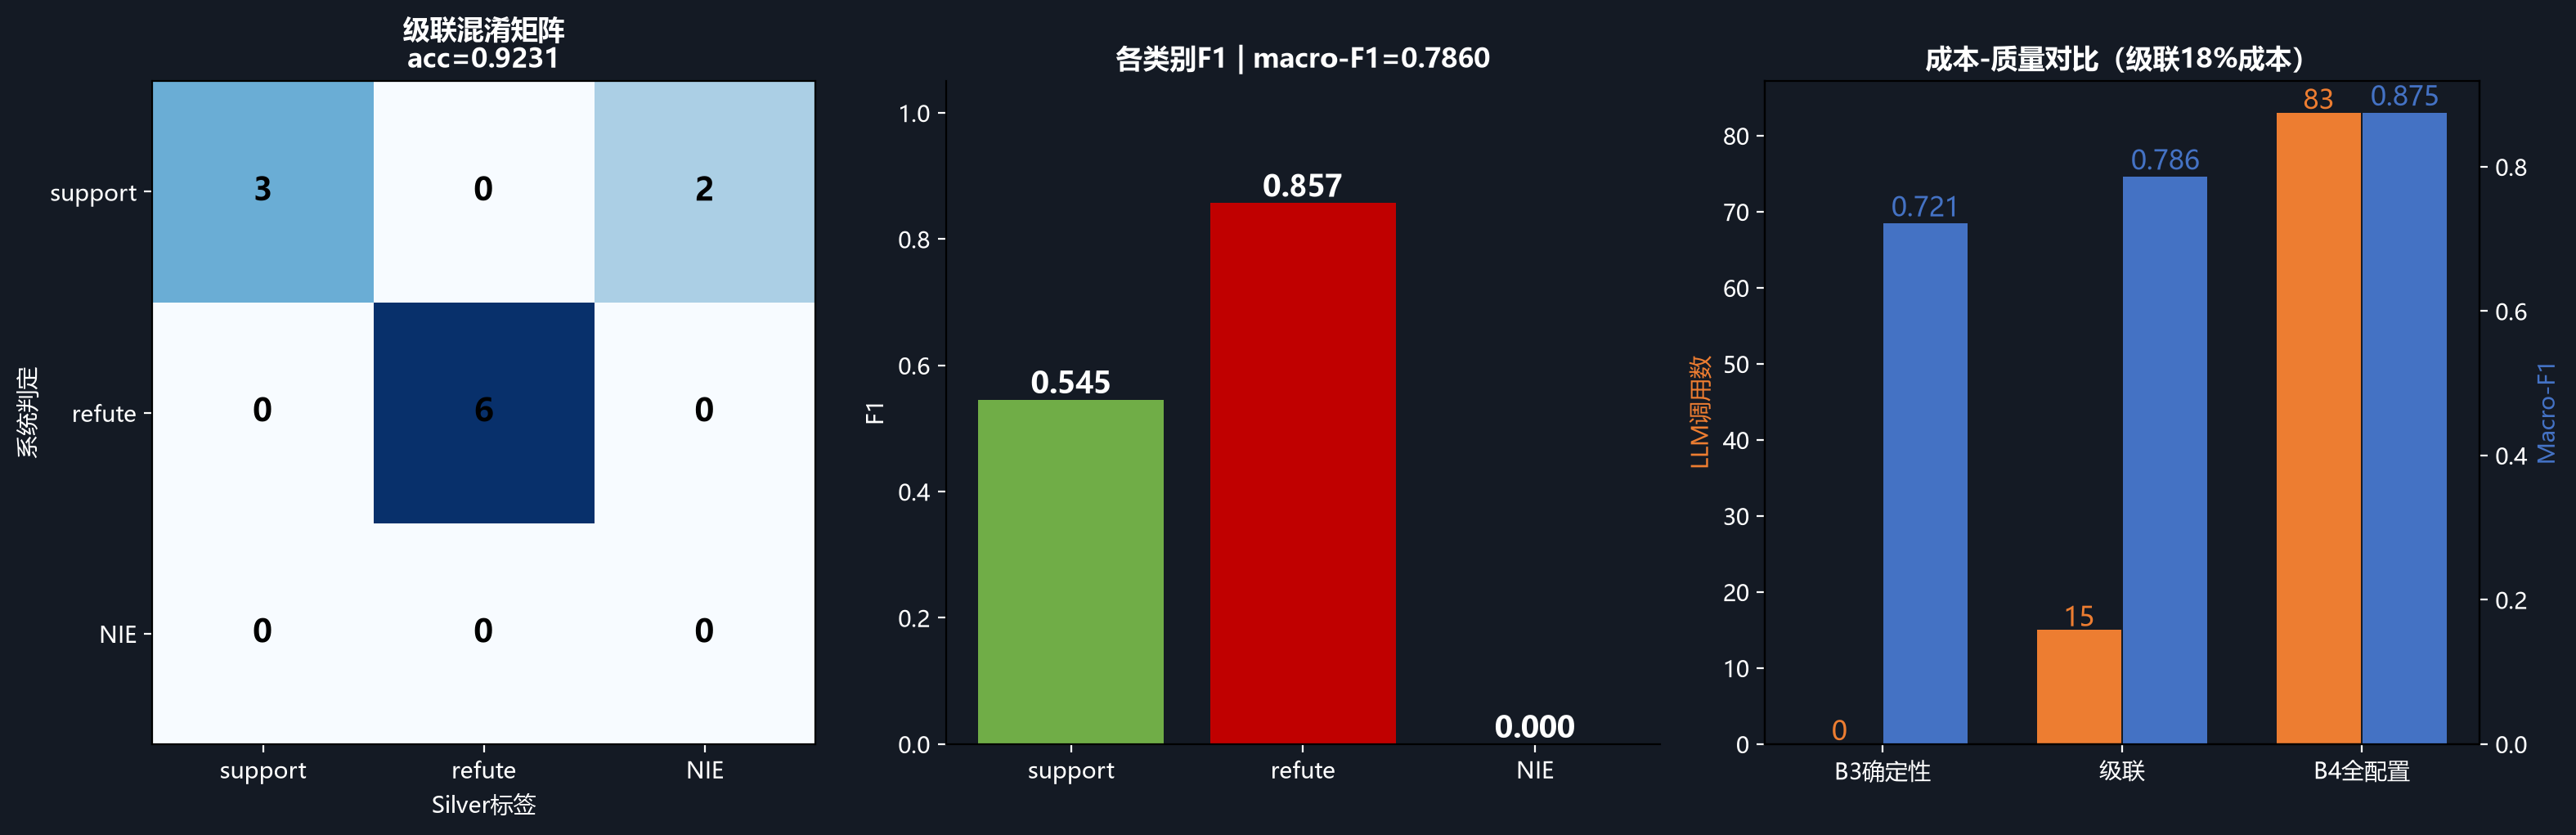 级联混淆矩阵
acc=0.9231
系统判定
support
refute
NIE
3
0
2
0
6
0
0
0
0
support
refute
NIE
Silver标签
各类别F1 | macro-F1=0.7860
F1
1.0
0.8
0.6
0.4
0.2
0.0
0.545
0.857
0.000
support
refute
NIE
成本-质量对比（级联18%成本）
LLM调用数
80
70
60
50
40
30
20
10
0
0
0.721
15
0.786
83
0.875
0.8
0.6
0.4
0.2
0.0
Macro-F1
B3确定性
级联
B4全配置